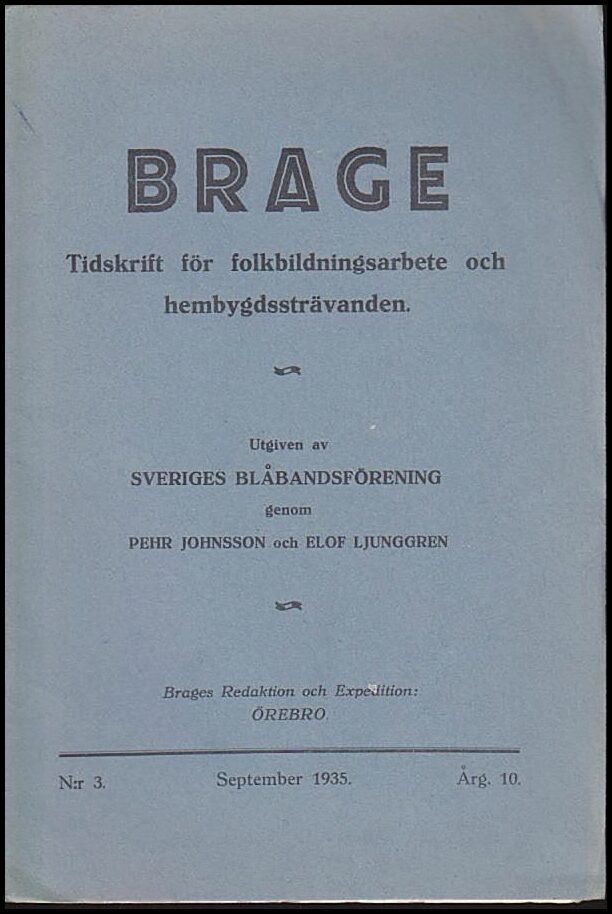 BRAGE
Tidskrift för folkbildningsarbete och
hembygdssträvanden.
Utgiven av
SVERIGES BLÅBANDSFÖRENING
genom
PEHR JOHNSSON och ELOF LJUNGGREN
Brages Redaktion och Expedition:
ÖREBRO.
N:r 3. September 1935. Årg. 10.